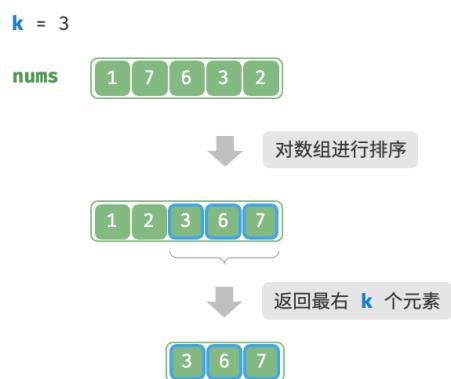 k = 3
nums 1 7 6 3 2
对数组进行排序
1 2 3 6 7
返回最右 k 个元素
3 6 7